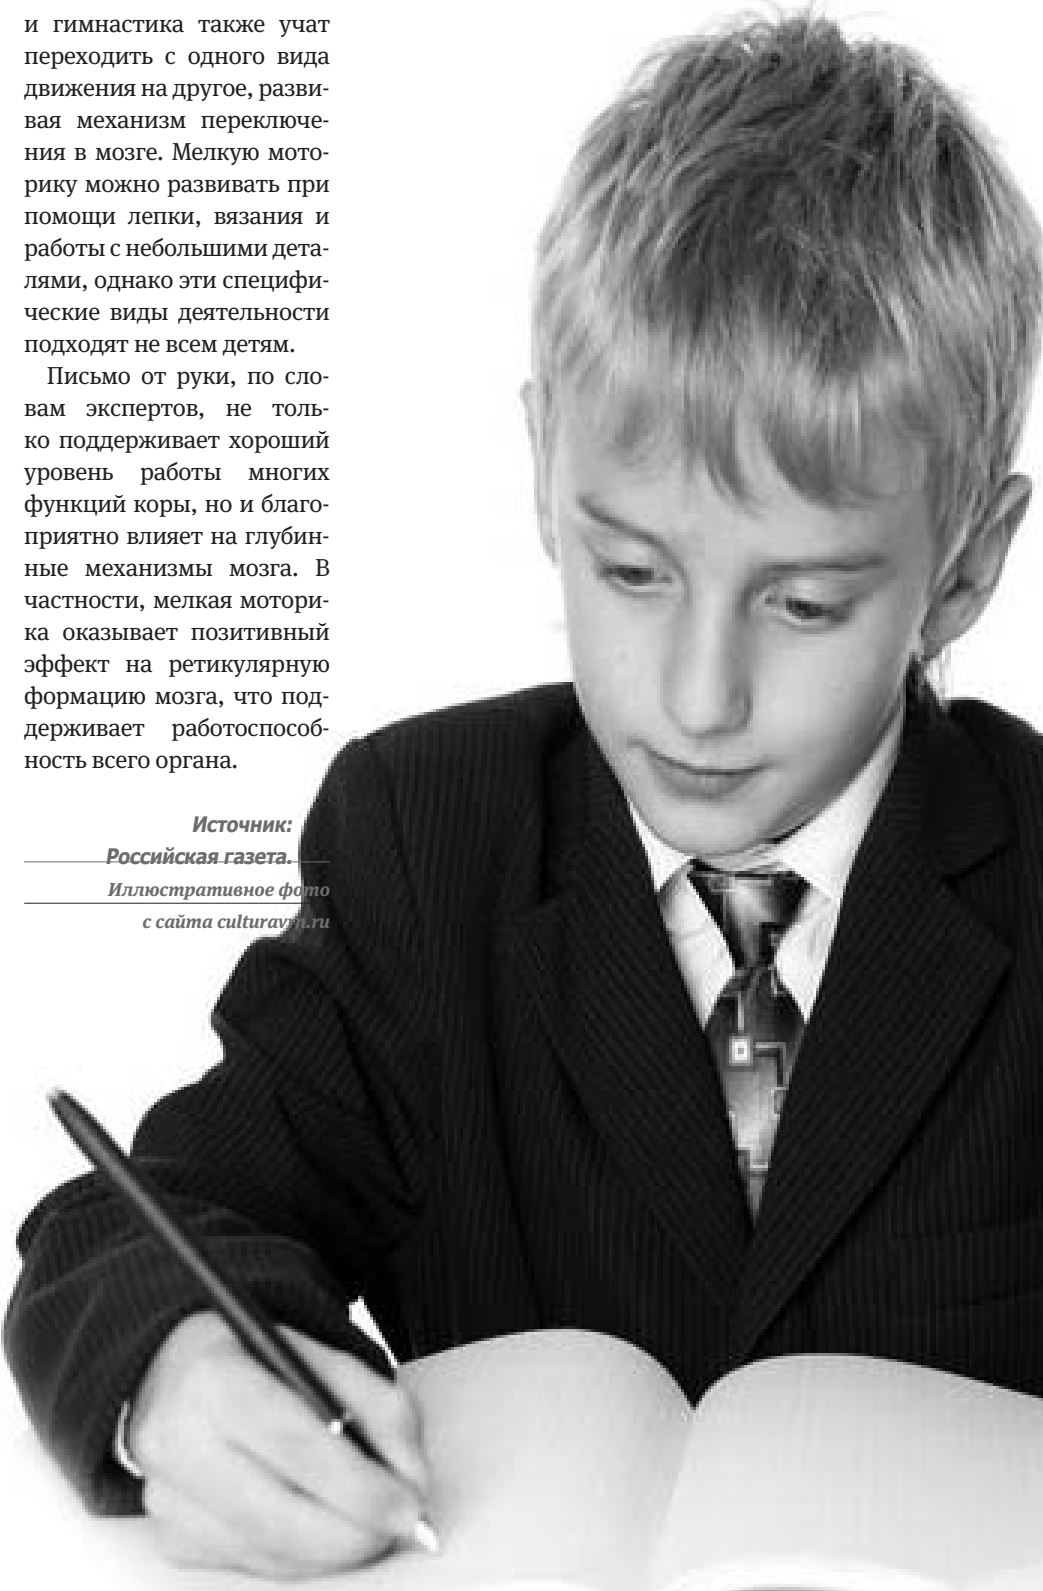 и гимнастика также учат
переходить с одного вида
движения на другое, разви-
вая механизм переключе-
ния в мозге. Мелкую мото-
рику можно развивать при
помощи лепки, вязания и
работы с небольшими дета-
лями, однако эти специфи-
ческие виды деятельности
подходят не всем детям.
Письмо от руки, по сло-
вам экспертов, не толь-
ко поддерживает хороший
уровень работы многих
функций коры, но и благо-
приятно влияет на глубин-
ные механизмы мозга. В
частности, мелкая мотори-
ка оказывает позитивный
эффект на ретикулярную
формацию мозга, что под-
держивает работоспособ-
ность всего органа.
Источник:
Российская газета.
Иллюстративное фото
с сайта culturavrn.ru